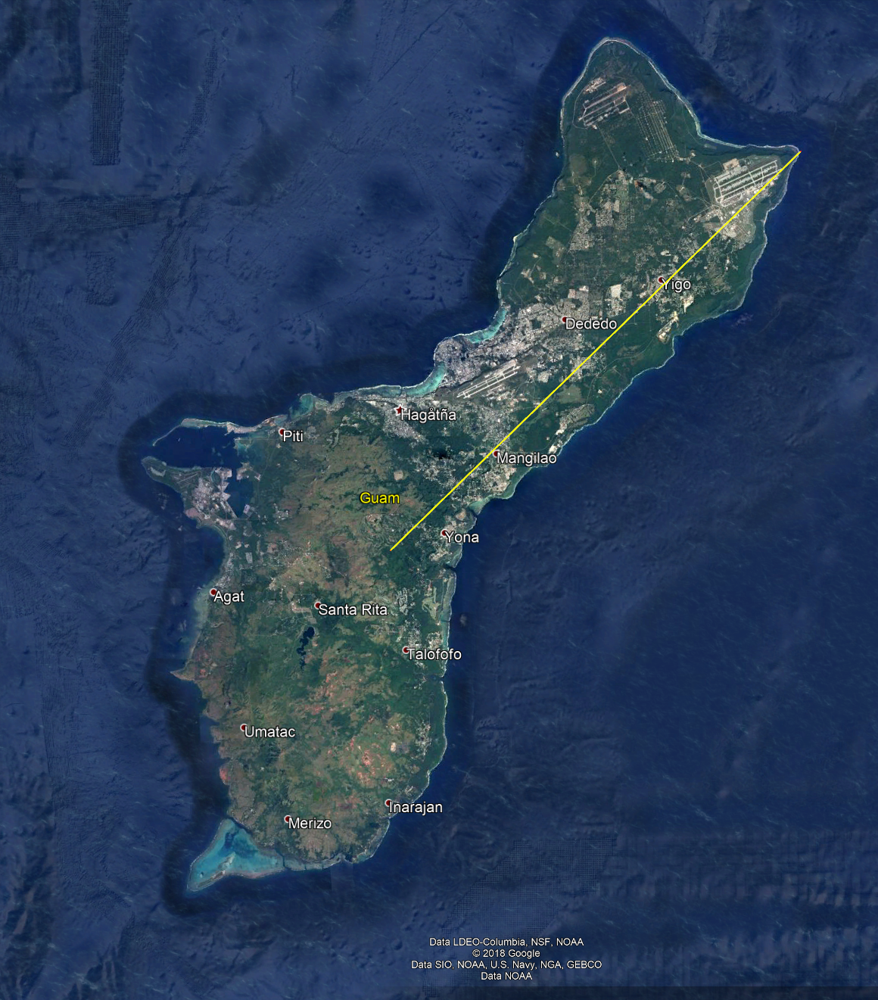 Yigo
Dededo
Hagåtña
Piti
Mangilao
Guam
Yona
Agat
Santa Rita
Talofofo
Umatac
Inarajan
Merizo
Data LDEO-Columbia, NSF, NOAA
© 2018 Google
Data SIO, NOAA, U.S. Navy, NGA, GEBCO
Data NOAA